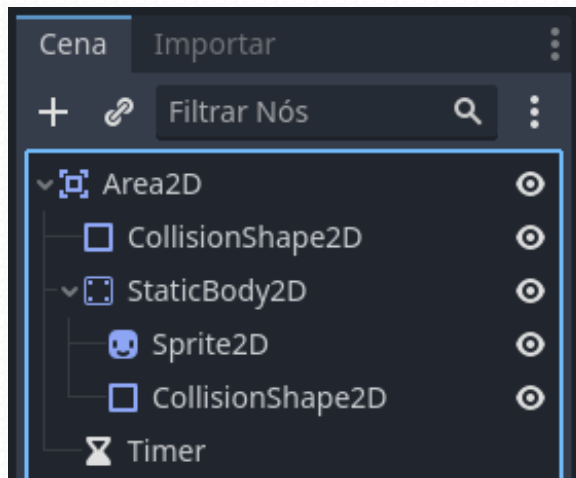 Cena Importar
Filtrar Nós
Area2D
CollisionShape2D
StaticBody2D
Sprite2D
CollisionShape2D
Timer